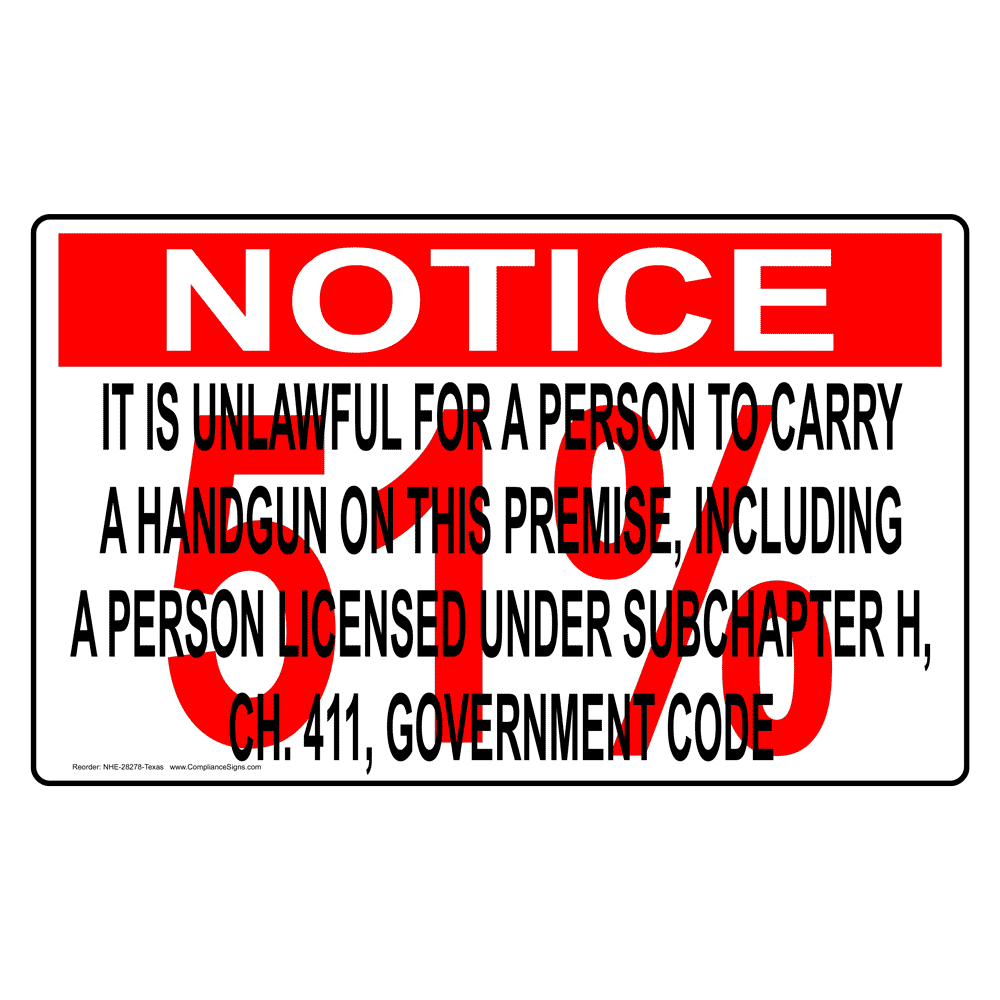 NOTICE
51%
IT IS UNLAWFUL FOR A PERSON TO CARRY
A HANDGUN ON THIS PREMISE, INCLUDING
A PERSON LICENSED UNDER SUBCHAPTER H,
CH. 411, GOVERNMENT CODE
Reorder: NHE-28278-Texas www.ComplianceSigns.com